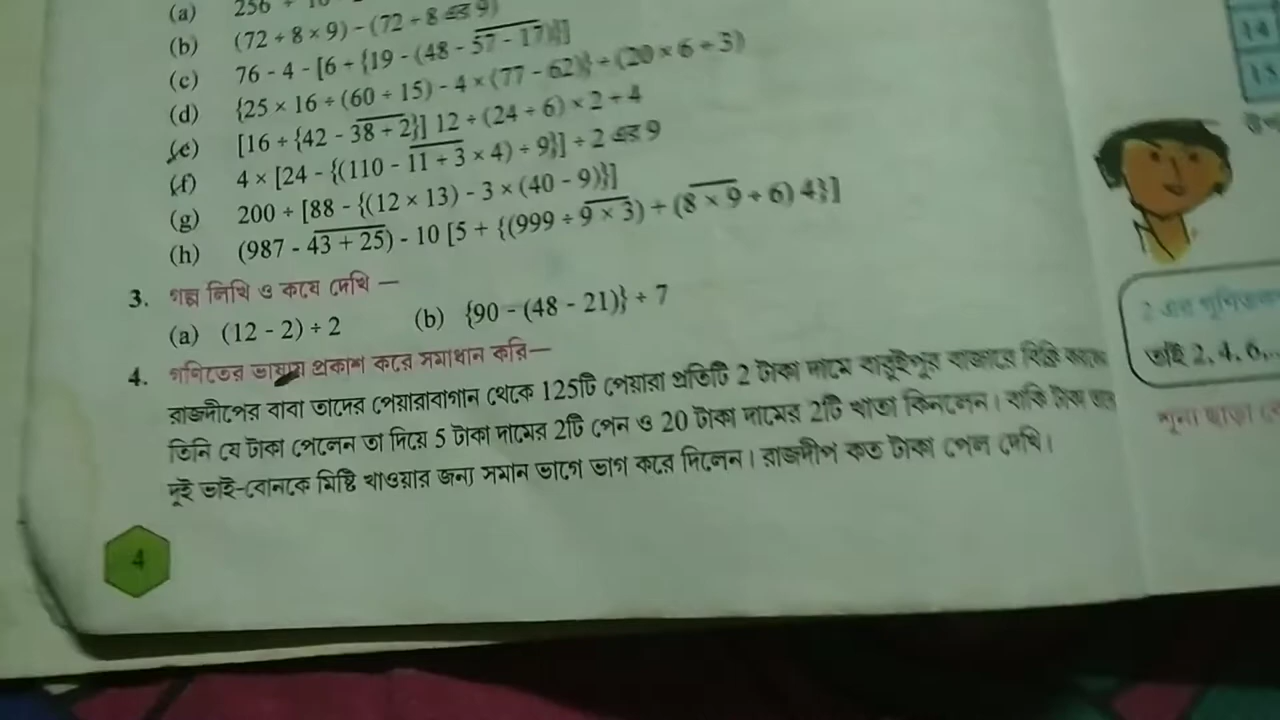 (a) 256 ÷
(b) (72 ÷ 8 × 9) - (72 ÷ 8 এর 9)
(c) 76 - 4 - [6 + {19 - (48 - 57 - 17)}]
(d) {25 × 16 ÷ (60 ÷ 15) - 4 × (77 - 62)} ÷ (20 × 6 ÷ 3)
(e) [16 ÷ {42 - 38 + 2}] 12 ÷ (24 ÷ 6) × 2 + 4
(f) 4 × [24 - {(110 - 11 + 3 × 4) ÷ 9}] ÷ 2 এর 9
(g) 200 ÷ [88 - {(12 × 13) - 3 × (40 - 9)}]
(h) (987 - 43 + 25) - 10 [5 + {(999 ÷ 9 × 3) + (8 × 9 ÷ 6) 4}]
3. গল্প লিখি ও কষে দেখি —
(a) (12 - 2) ÷ 2 (b) {90 - (48 - 21)} ÷ 7
4. গণিতের ভাষায় প্রকাশ করে সমাধান করি—
রাজদীপের বাবা তাদের পেয়ারাবাগান থেকে 125টি পেয়ারা প্রতিটি 2 টাকা দামে বারুইপুর বাজারে বিক্রি
তিনি যে টাকা পেলেন তা দিয়ে 5 টাকা দামের 2টি পেন ও 20 টাকা দামের 2টি খাতা কিনলেন। বাকি টাকা
দুই ভাই-বোনকে মিষ্টি খাওয়ার জন্য সমান ভাগে ভাগ করে দিলেন। রাজদীপ কত টাকা পেল দেখি।
4
14
15
তাই 2, 4, 6,